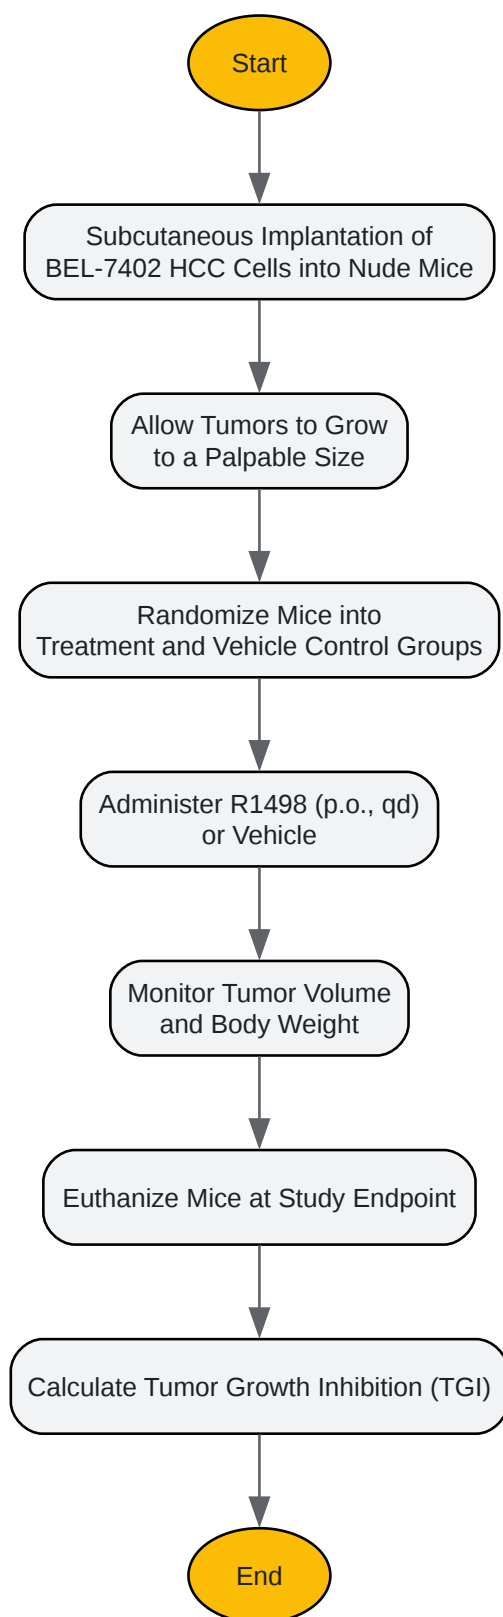 Start
Subcutaneous Implantation of
BEL-7402 HCC Cells into Nude Mice
Allow Tumors to Grow
to a Palpable Size
Randomize Mice into
Treatment and Vehicle Control Groups
Administer R1498 (p.o., qd)
or Vehicle
Monitor Tumor Volume
and Body Weight
Euthanize Mice at Study Endpoint
Calculate Tumor Growth Inhibition (TGI)
End